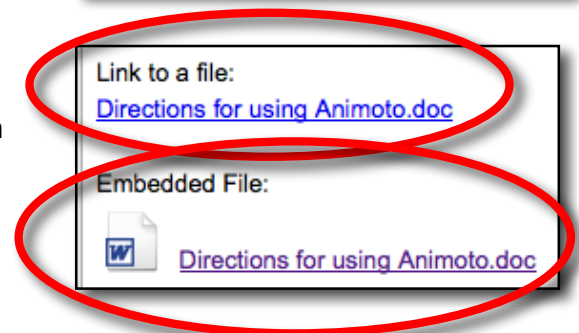 Link to a file:
Directions for using Animoto.doc
Embedded File:
W Directions for using Animoto.doc